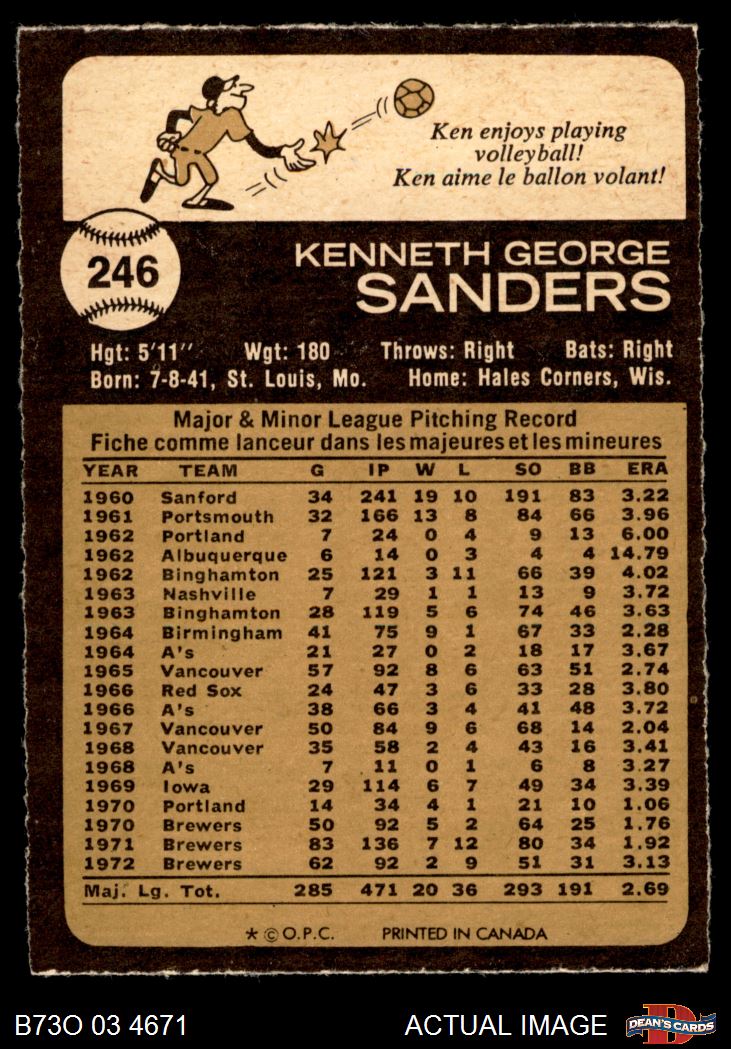 Ken enjoys playing
volleyball!
Ken aime le ballon volant!
246
KENNETH GEORGE
SANDERS
Hgt: 5'11" Wgt: 180 Throws: Right Bats: Right
Born: 7-8-41, St. Louis, Mo. Home: Hales Corners, Wis.
Major & Minor League Pitching Record
Fiche comme lanceur dans les majeures et les mineures
YEAR TEAM G IP W L SO BB ERA
1960 Sanford 34 241 19 10 191 83 3.22
1961 Portsmouth 32 166 13 8 84 66 3.96
1962 Portland 7 24 0 4 9 13 6.00
1962 Albuquerque 6 14 0 3 4 4 14.79
1962 Binghamton 25 121 3 11 66 39 4.02
1963 Nashville 7 29 1 1 13 9 3.72
1963 Binghamton 28 119 5 6 74 46 3.63
1964 Birmingham 41 75 9 1 67 33 2.28
1964 A's 21 27 0 2 18 17 3.67
1965 Vancouver 57 92 8 6 63 51 2.74
1966 Red Sox 24 47 3 6 33 28 3.80
1966 A's 38 66 3 4 41 48 3.72
1967 Vancouver 50 84 9 6 68 14 2.04
1968 Vancouver 35 58 2 4 43 16 3.41
1968 A's 7 11 0 1 6 8 3.27
1969 Iowa 29 114 6 7 49 34 3.39
1970 Portland 14 34 4 1 21 10 1.06
1970 Brewers 50 92 5 2 64 25 1.76
1971 Brewers 83 136 7 12 80 34 1.92
1972 Brewers 62 92 2 9 51 31 3.13
Maj. Lg. Tot. 285 471 20 36 293 191 2.69
* © O.P.C. PRINTED IN CANADA
B73O 03 4671 ACTUAL IMAGE D DEAN'S CARDS